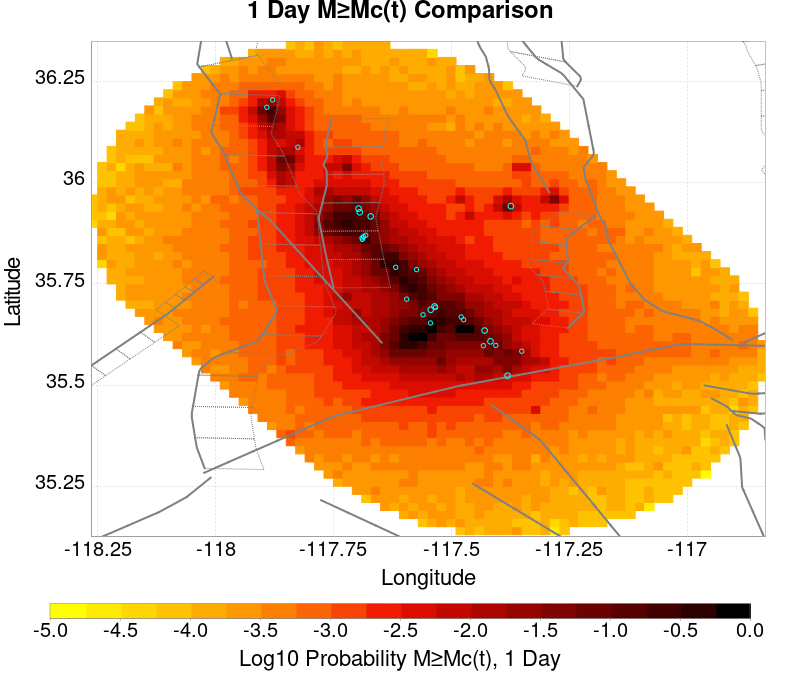 1 Day M≥Mc(t) Comparison
36.25
36
35.75
35.5
35.25
Latitude
-118.25 -118 -117.75 -117.5 -117.25 -117
Longitude
-5.0 -4.5 -4.0 -3.5 -3.0 -2.5 -2.0 -1.5 -1.0 -0.5 0.0
Log10 Probability M≥Mc(t), 1 Day